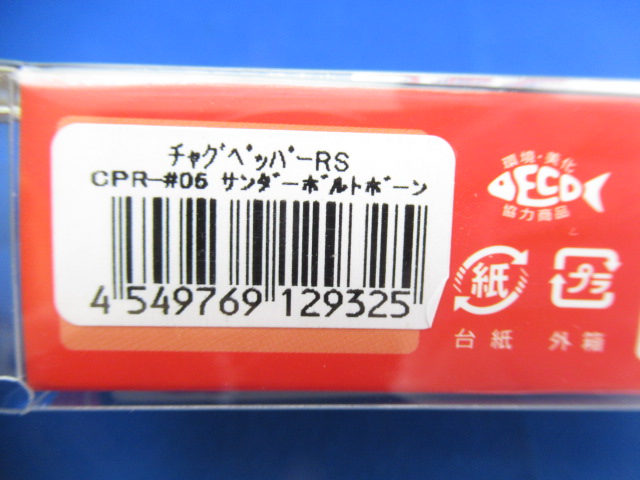 チャグペッパーRS
CPR-#05 サンダーボルトボーン
4 549769 129325
環境・美化
ECO
協力商品
紙
台紙
プラ
外箱